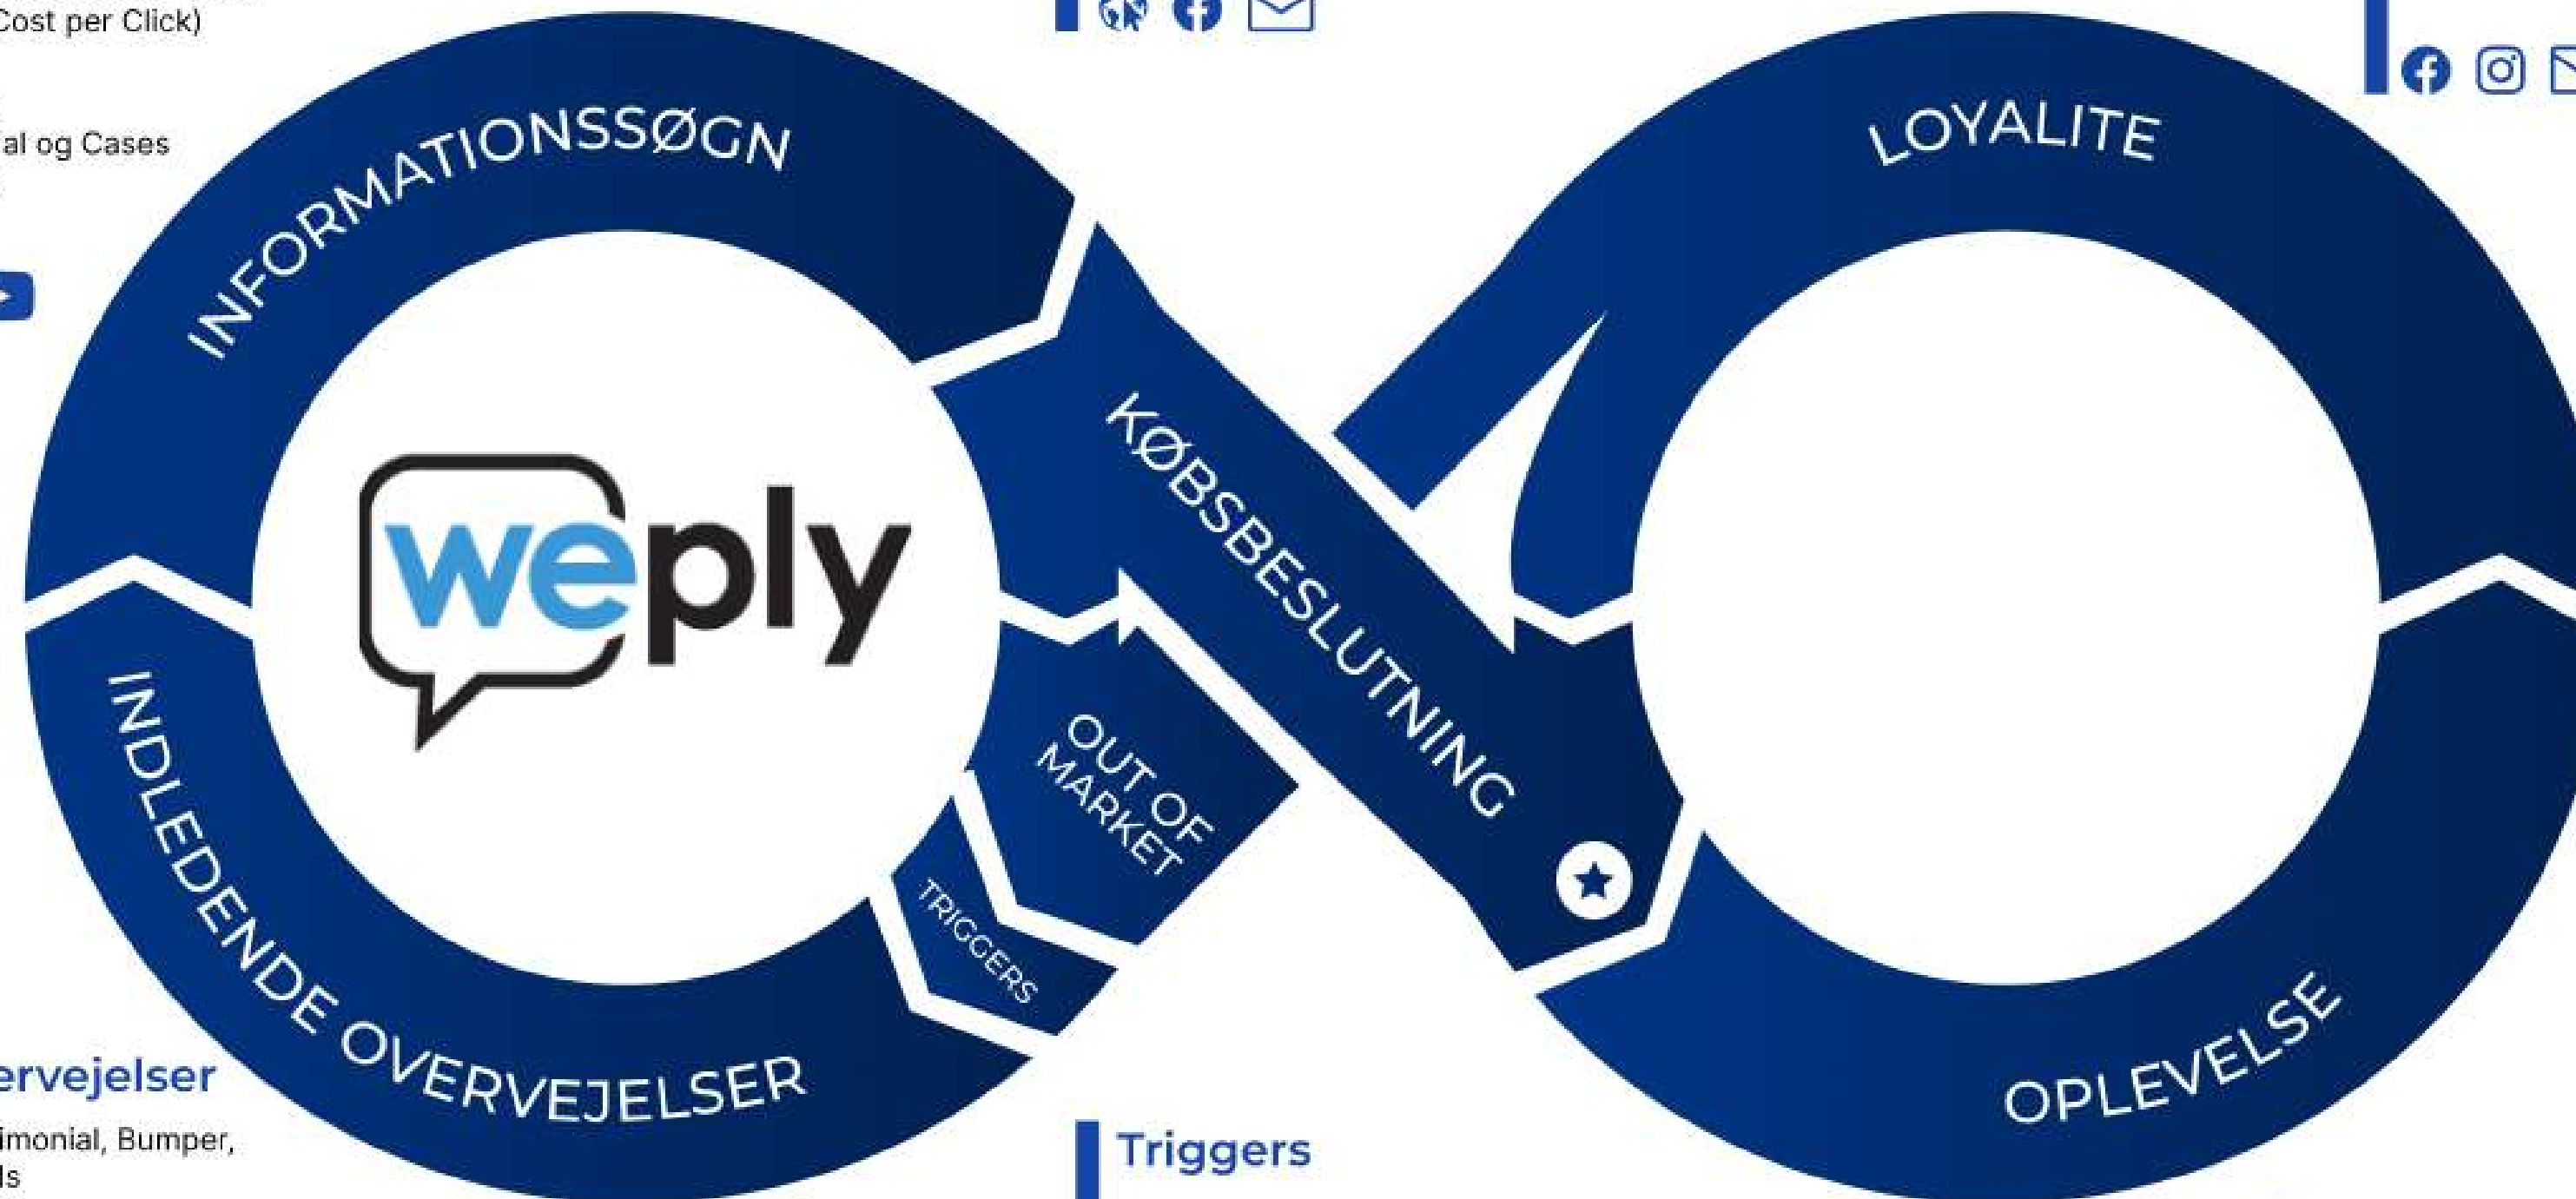 Cost per Click)
al og Cases
INFORMATIONSSØGN
LOYALITE
KØBSBESLUTNING
weply
OUT OF
MARKET
TRIGGERS
INDLEDENDE OVERVEJELSER
OPLEVELSE
ervejelser
imonial, Bumper,
ls
Triggers